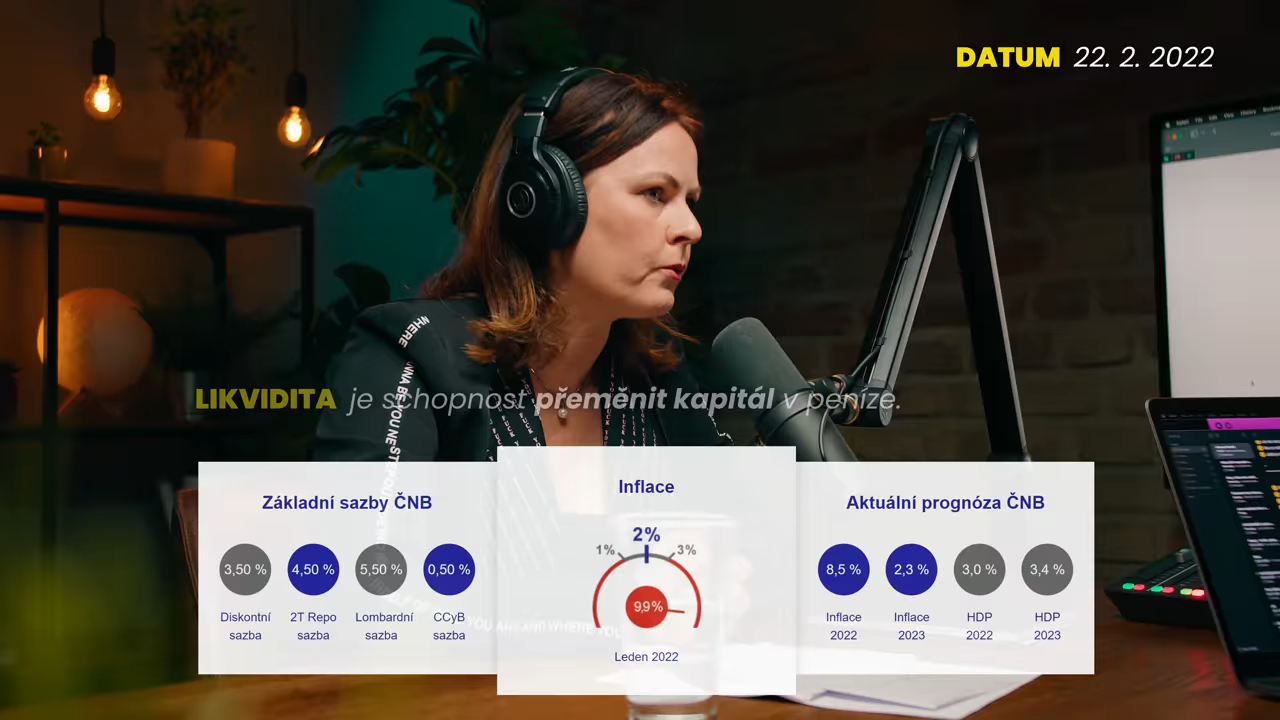 DATUM 22. 2. 2022
LIKVIDITA je schopnost přeměnit kapitál v peníze.
Základní sazby ČNB
3,50 %
4,50 %
5,50 %
0,50 %
Diskontní sazba
2T Repo sazba
Lombardní sazba
CCyB sazba
Inflace
1%
2%
3%
9,9%
Leden 2022
Aktuální prognóza ČNB
8,5 %
2,3 %
3,0 %
3,4 %
Inflace 2022
Inflace 2023
HDP 2022
HDP 2023